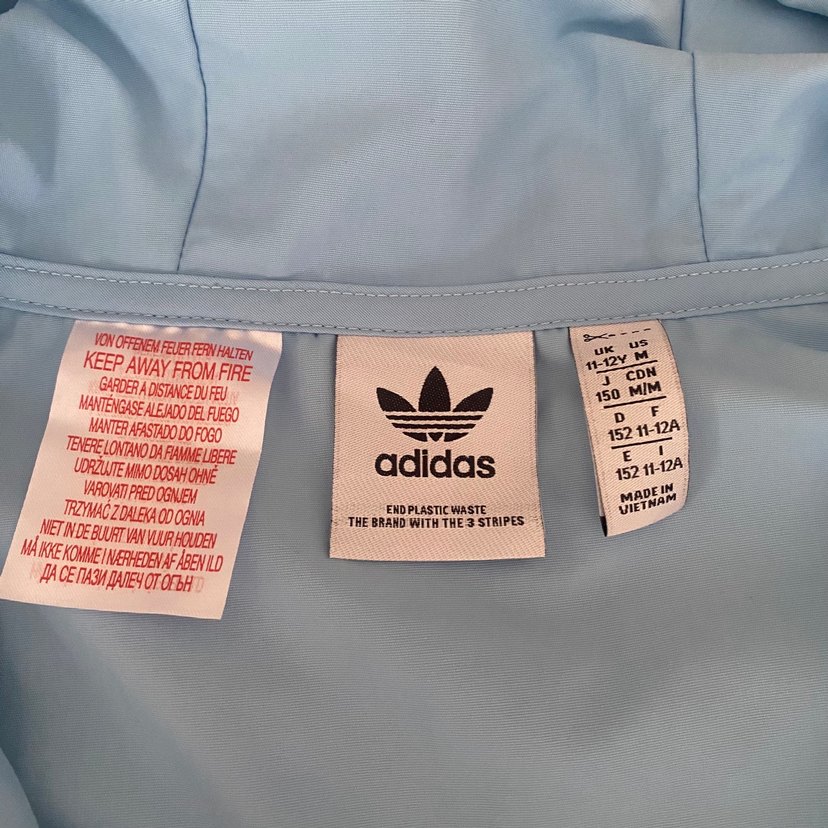 VON OFFENEM FEUER FERN HALTEN
KEEP AWAY FROM FIRE
GARDER A DISTANCE DU FEU
MANTÉNGASE ALEJADO DEL FUEGO
MANTER AFASTADO DO FOGO
TENERE LONTANO DA FIAMME LIBERE
UDRŽUJTE MIMO DOSAH OHNĚ
VAROVATI PRED OGNJEM
TRZYMAĆ Z DALEKA OD OGNIA
NIET IN DE BUURT VAN VUUR HOUDEN
MÅ IKKE KOMME I NÆRHEDEN AF ÅBEN ILD
ДА СЕ ПАЗИ ДАЛЕЧ ОТ ОГЪН
adidas
END PLASTIC WASTE
THE BRAND WITH THE 3 STRIPES
UK US
11-12Y M
J CDN
150 M/M
D F
152 11-12A
E I
152 11-12A
MADE IN
VIETNAM